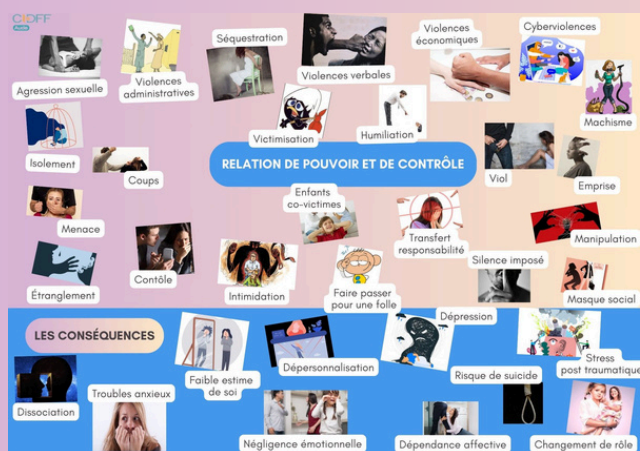 CIDFF
Agression sexuelle
Violences
administratives
Séquestration
Violences verbales
Violences
économiques
Cyberviolences
Machisme
Victimisation
Humiliation
Isolement
Coups
RELATION DE POUVOIR ET DE CONTRÔLE
Viol
Emprise
Menace
Enfants
co-victimes
Transfert
responsabilité
Manipulation
Silence imposé
Étranglement
Contôle
Intimidation
Faire passer
pour une folle
Masque social
LES CONSÉQUENCES
Dissociation
Troubles anxieux
Faible estime
de soi
Dépersonnalisation
Dépression
Risque de suicide
Stress
post traumatique
Négligence émotionnelle
Dépendance affective
Changement de rôle